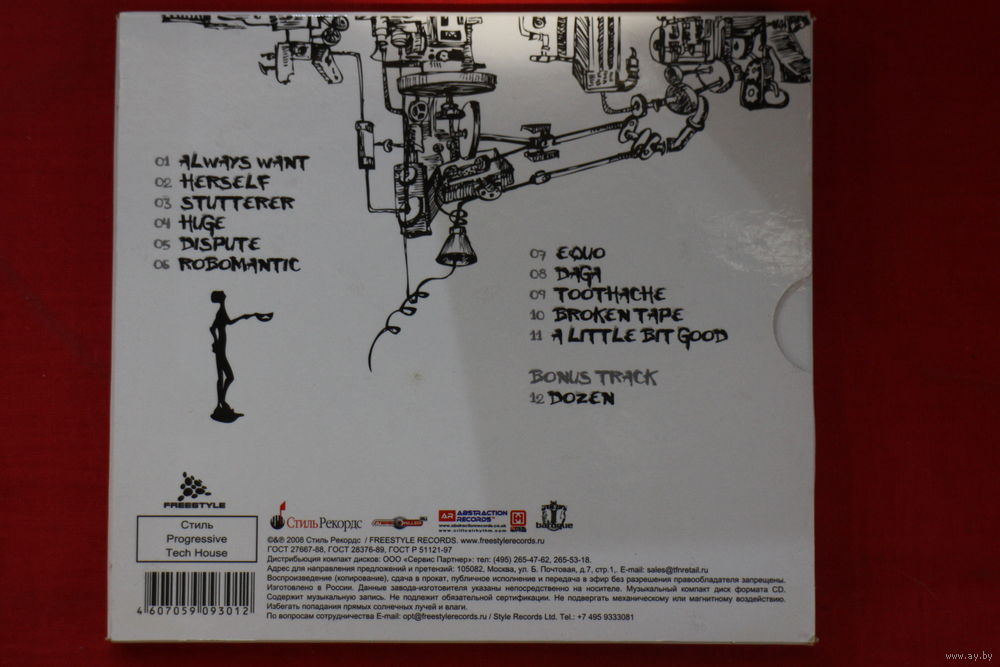 01 ALWAYS WANT
02 HERSELF
03 STUTTERER
04 HUGE
05 DISPUTE
06 ROBOMANTIC
07 EQUO
08 DAGA
09 TOOTHACHE
10 BROKEN TAPE
11 A LITTLE BIT GOOD
BONUS TRACK
12 DOZEN
FREESTYLE
Стиль
Progressive
Tech House
СтильРекордс
ABSTRACTION
RECORDS
www.abstractionrecords.co.uk
www.criticalrhythm.com
baroque
©&℗ 2008 Стиль Рекордс / FREESTYLE RECORDS. www.freestylerecords.ru
ГОСТ 27667-88, ГОСТ 28376-89, ГОСТ Р 51121-97
Дистрибьюция компакт дисков: ООО «Сервис Партнер» тел: (495) 265-47-62, 265-53-18.
Адрес для направления предложений и претензий: 105082, Москва, ул. Б. Почтовая, д.7, стр.1,. E-mail: sales@tfnretail.ru
Воспроизведение (копирование), сдача в прокат, публичное исполнение и передача в эфир без разрешения правообладателя запрещены.
Изготовлено в России. Данные завода-изготовителя указаны непосредственно на носителе. Музыкальный компакт диск формата CD.
Содержит музыкальную запись. Не подлежит обязательной сертификации. Не подвергать механическому или магнитному воздействию.
Избегать попадания прямых солнечных лучей и влаги.
По вопросам сотрудничества E-mail: opt@freestylerecords.ru / Style Records Ltd. Tel.: +7 495 9333081
4 607059 093012
www.ay.by